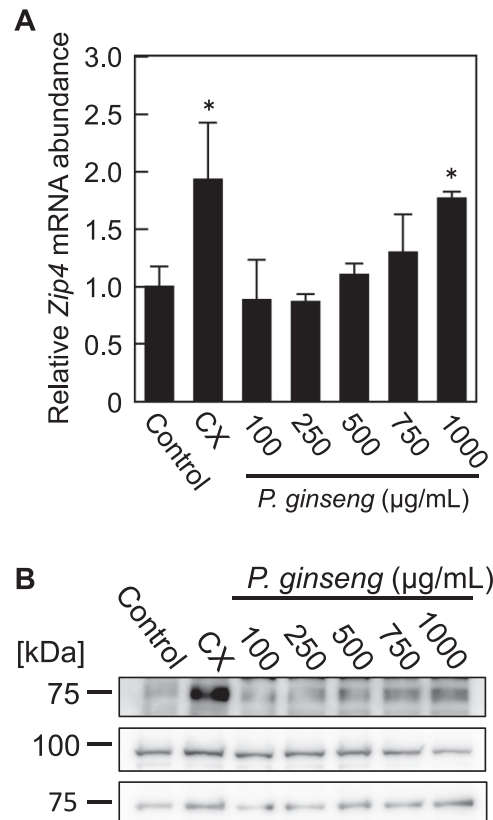 A
Relative Zip4 mRNA abundance
3.0
2.5
2.0
1.5
1.0
0.5
0
*
*
Control
CX
100
250
500
750
1000
P. ginseng (µg/mL)
B
P. ginseng (µg/mL)
[kDa]
Control
CX
100
250
500
750
1000
75
100
75